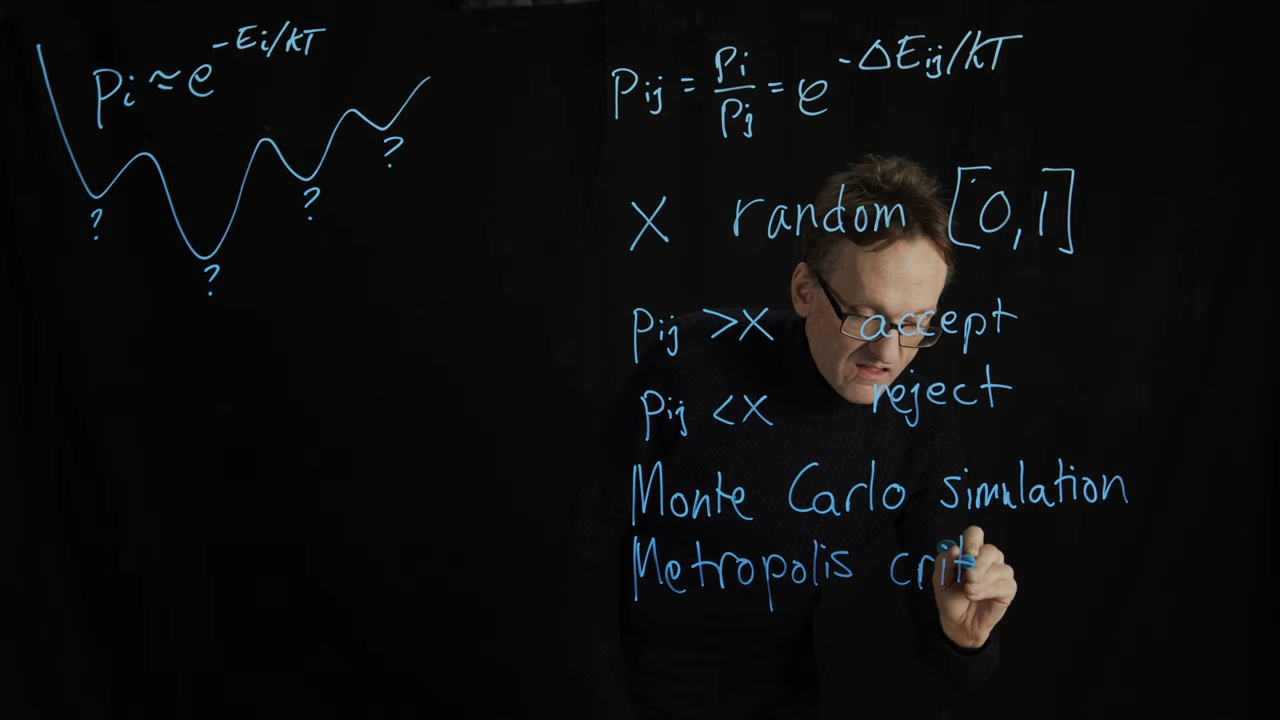 pi ≈ e^-Ei/kT
?
?
?
?
pij = pi/pj = e^-ΔEij/kT
X random [0,1]
pij >X accept
pij <X reject
Monte Carlo simulation
Metropolis crit